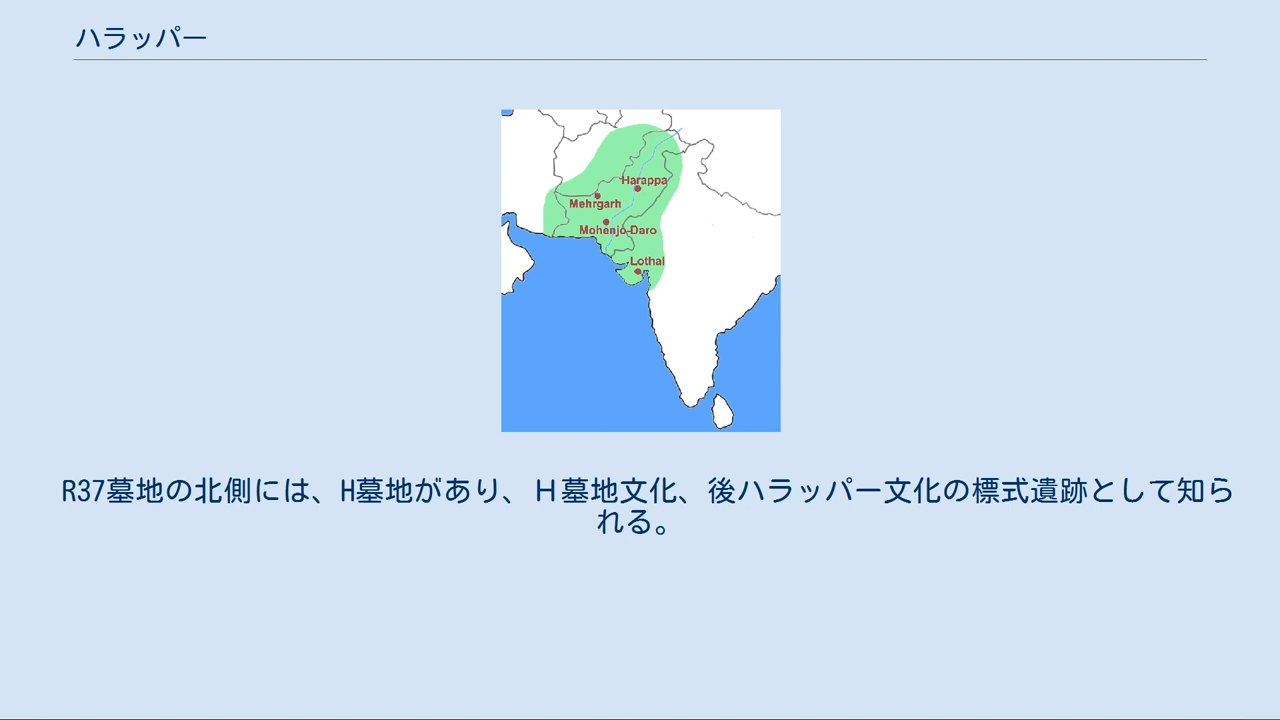 ハラッパー
Harappa
Mehrgarh
Mohenjo-Daro
Lothal
R37墓地の北側には、H墓地があり、Ｈ墓地文化、後ハラッパー文化の標式遺跡として知ら
れる。